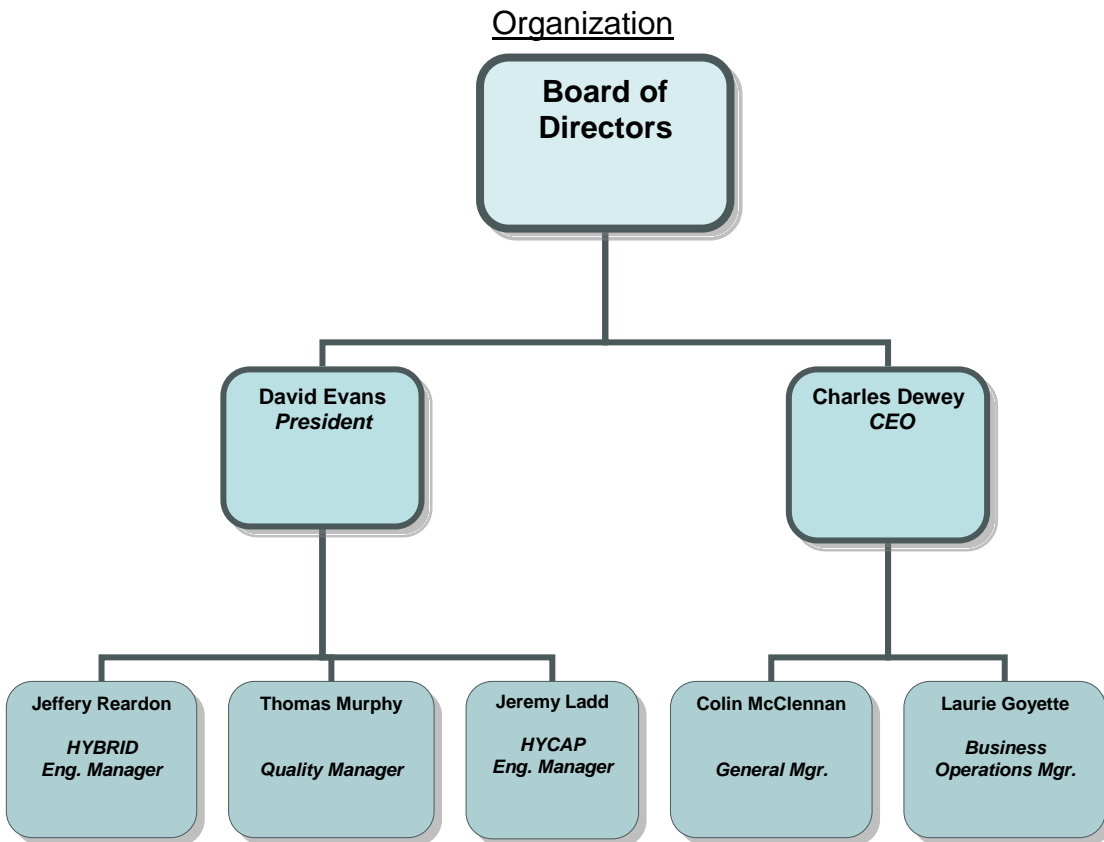 Organization
Board of
Directors
David Evans
President
Charles Dewey
CEO
Jeffery Reardon
HYBRID
Eng. Manager
Thomas Murphy
Quality Manager
Jeremy Ladd
HYCAP
Eng. Manager
Colin McClennan
General Mgr.
Laurie Goyette
Business
Operations Mgr.